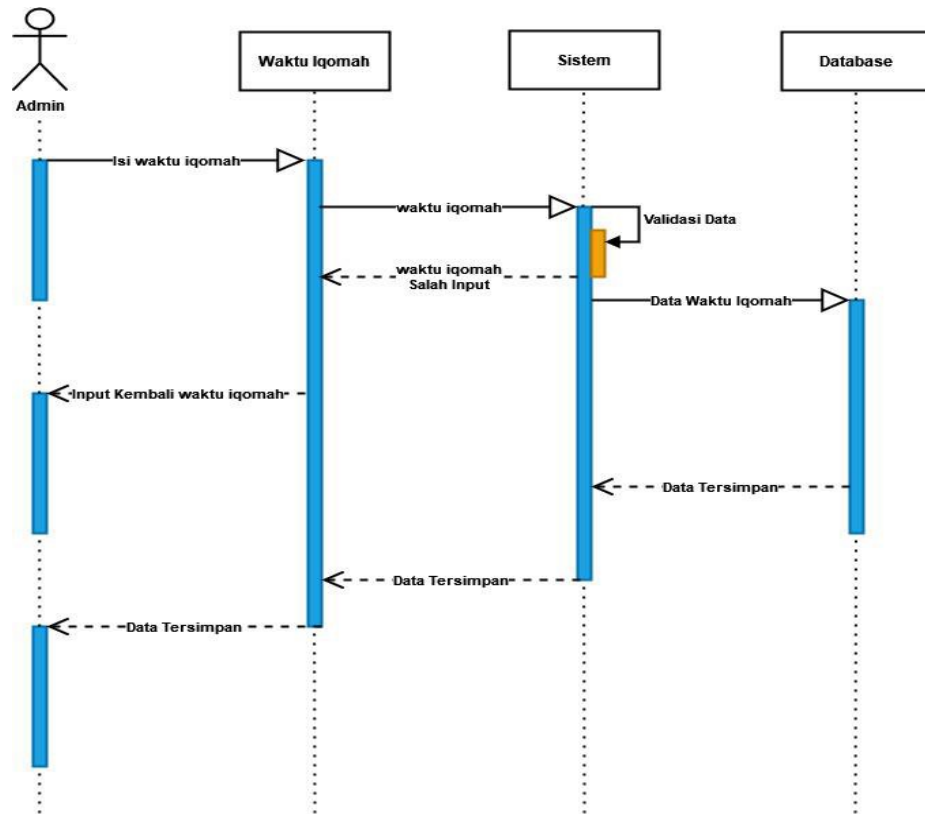 Admin
Waktu Iqomah
Sistem
Database
Isi waktu iqomah
waktu iqomah
Validasi Data
waktu iqomah
Salah Input
Data Waktu Iqomah
Input Kembali waktu iqomah
Data Tersimpan
Data Tersimpan
Data Tersimpan